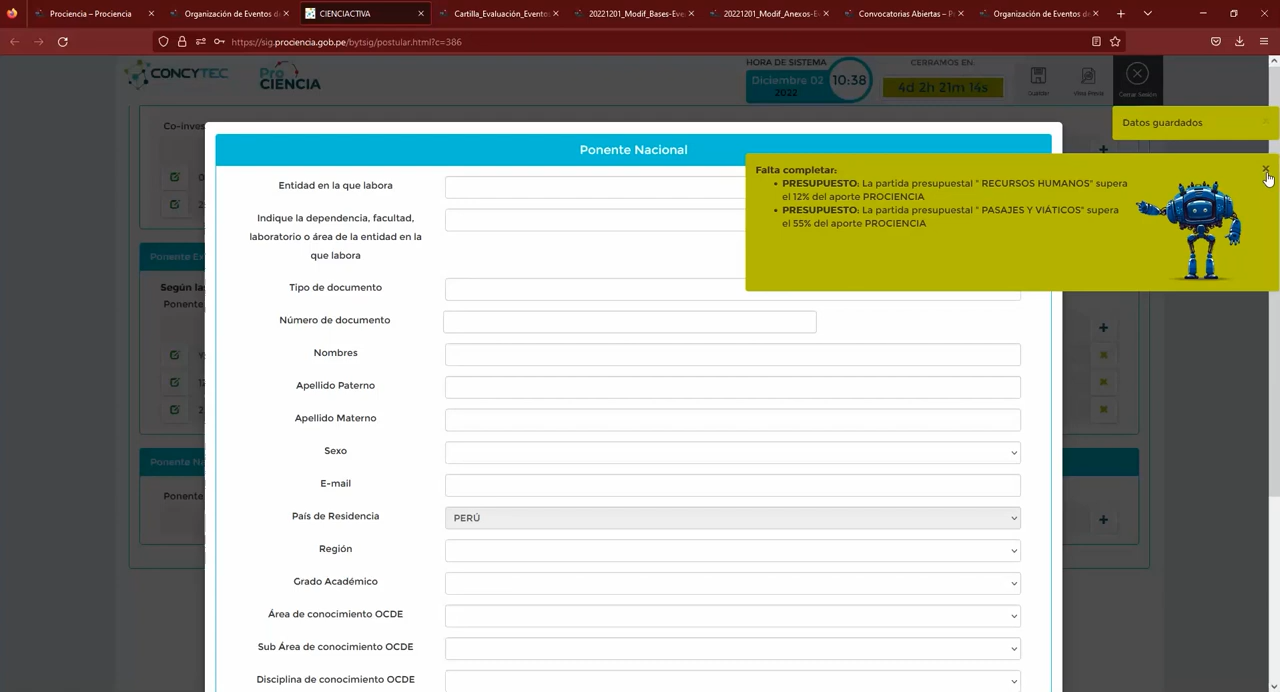 Prociencia – Prociencia
Organización de Eventos de
CIENCIACTIVA
Cartilla_Evaluación_Eventos
20221201_Modif_Bases-Eve
20221201_Modif_Anexos-E
Convocatorias Abiertas – P
Organización de Eventos de
https://sig.prociencia.gob.pe/bytsig/postular.html?c=386
CONCYTEC
Pro
CIENCIA
HORA DE SISTEMA
Diciembre 02
2022
10:38
CERRAMOS EN:
4d 2h 21m 14s
Guardar
Vista Previa
Cerrar Sesión
Datos guardados
Co-inves
Ponente Nacional
Falta completar:
PRESUPUESTO: La partida presupuestal " RECURSOS HUMANOS" supera
el 12% del aporte PROCIENCIA
PRESUPUESTO: La partida presupuestal " PASAJES Y VIÁTICOS" supera
el 55% del aporte PROCIENCIA
Entidad en la que labora
Indique la dependencia, facultad,
laboratorio o área de la entidad en la
que labora
Tipo de documento
Número de documento
Nombres
Apellido Paterno
Apellido Materno
Sexo
E-mail
País de Residencia
PERÚ
Región
Grado Académico
Área de conocimiento OCDE
Sub Área de conocimiento OCDE
Disciplina de conocimiento OCDE
Ponente Ex
Según las
Ponente
Ponente Na
Ponente